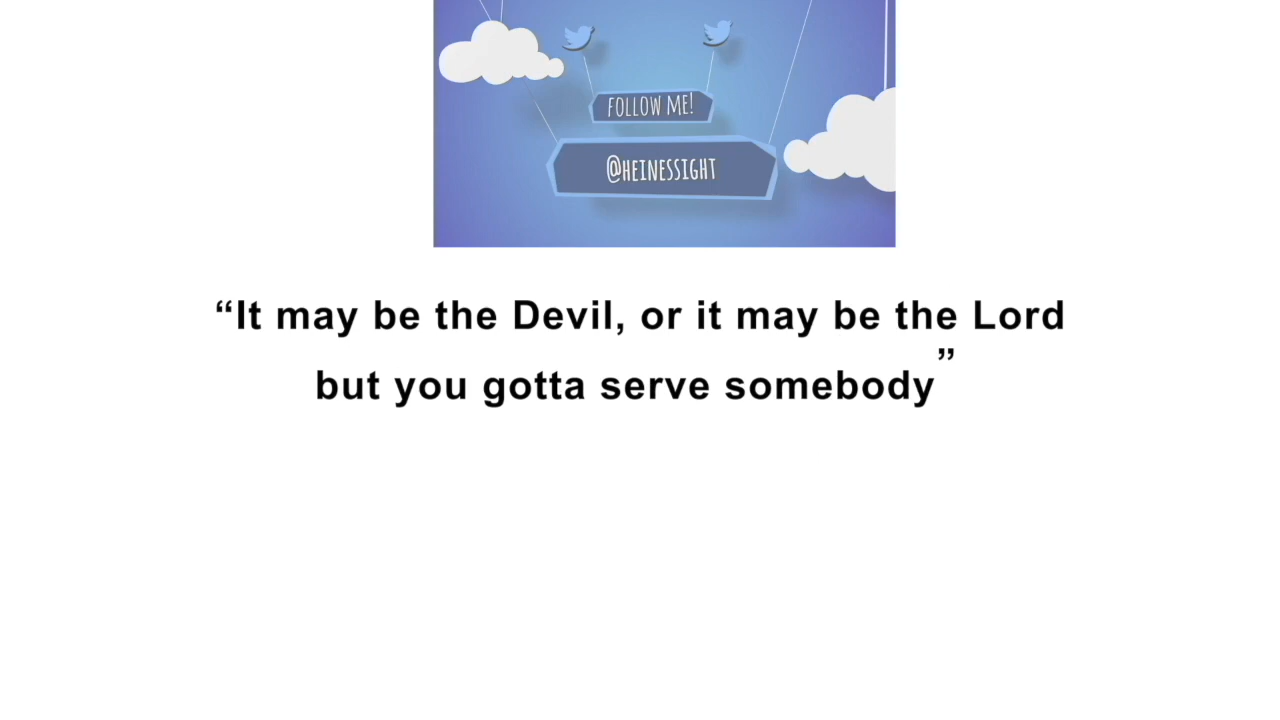 FOLLOW ME!
@HEINESSIGHT
“It may be the Devil, or it may be the Lord
but you gotta serve somebody”